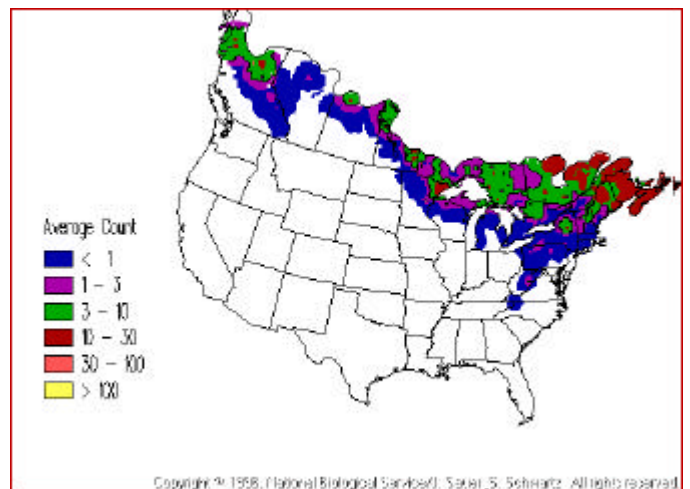 Average Count
< 1
1 - 3
3 - 10
10 - 30
30 - 100
> 100
Copyright © 1996, National Biological Service/J. Sauer, S. Schwartz. All rights reserved